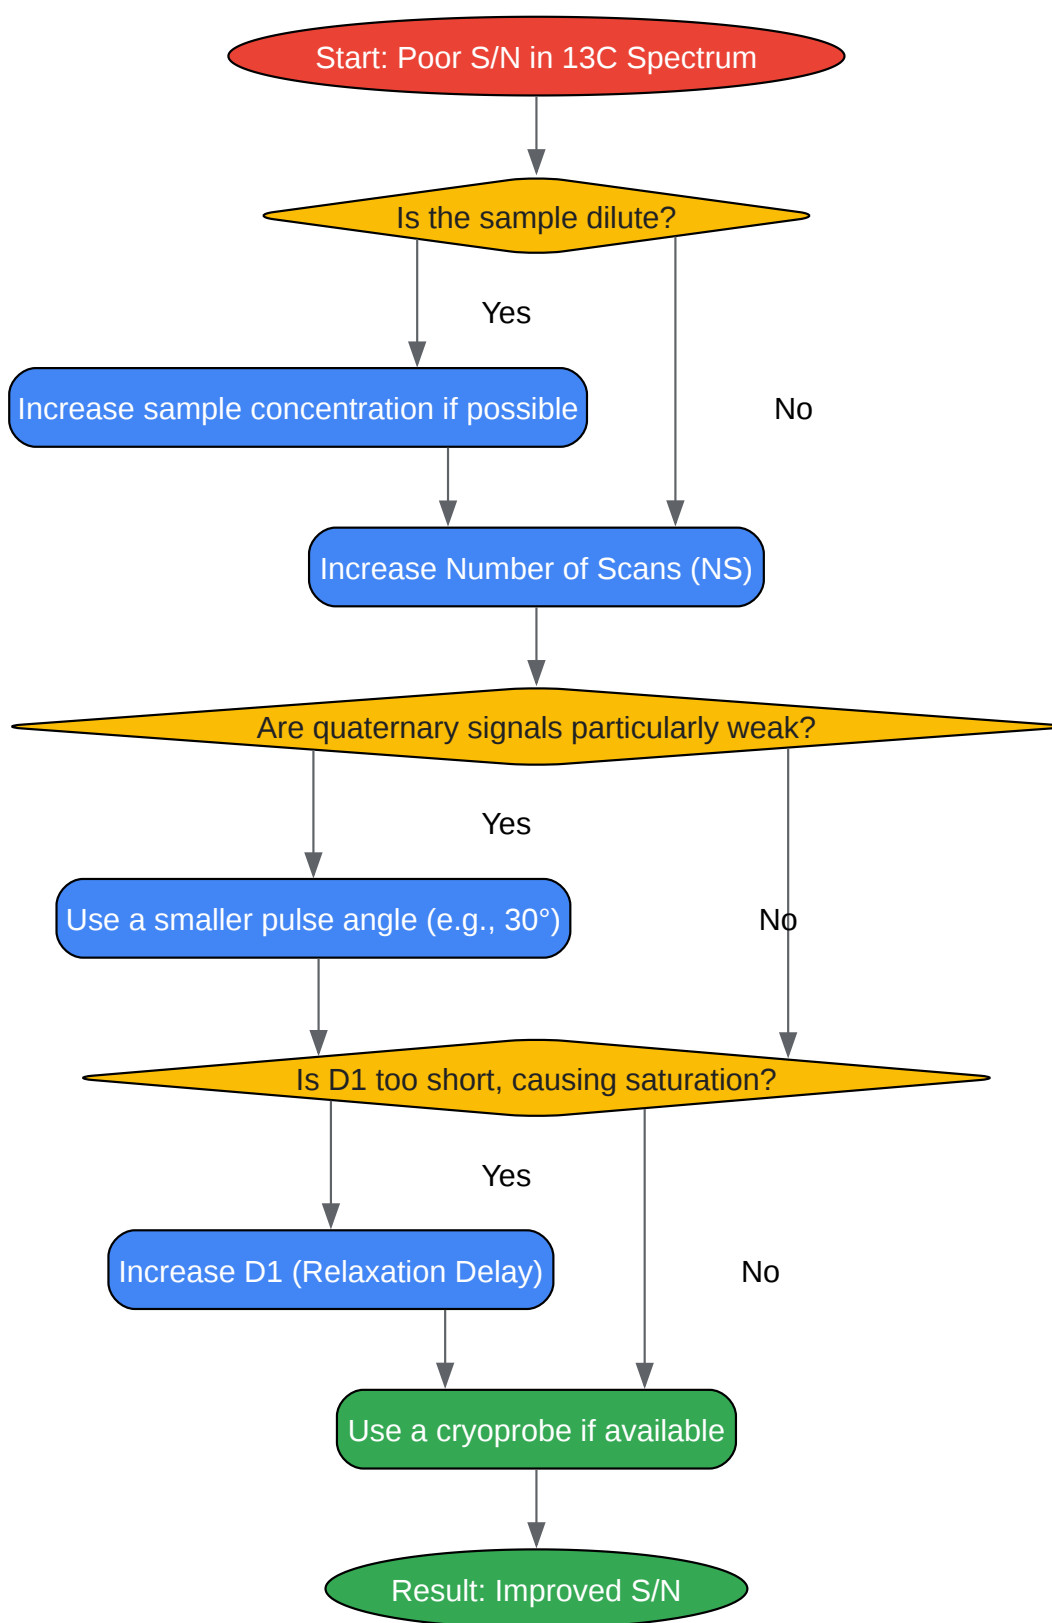 Start: Poor S/N in 13C Spectrum
Is the sample dilute?
Yes
Increase sample concentration if possible
No
Increase Number of Scans (NS)
Are quaternary signals particularly weak?
Yes
Use a smaller pulse angle (e.g., 30°)
No
Is D1 too short, causing saturation?
Yes
Increase D1 (Relaxation Delay)
No
Use a cryoprobe if available
Result: Improved S/N